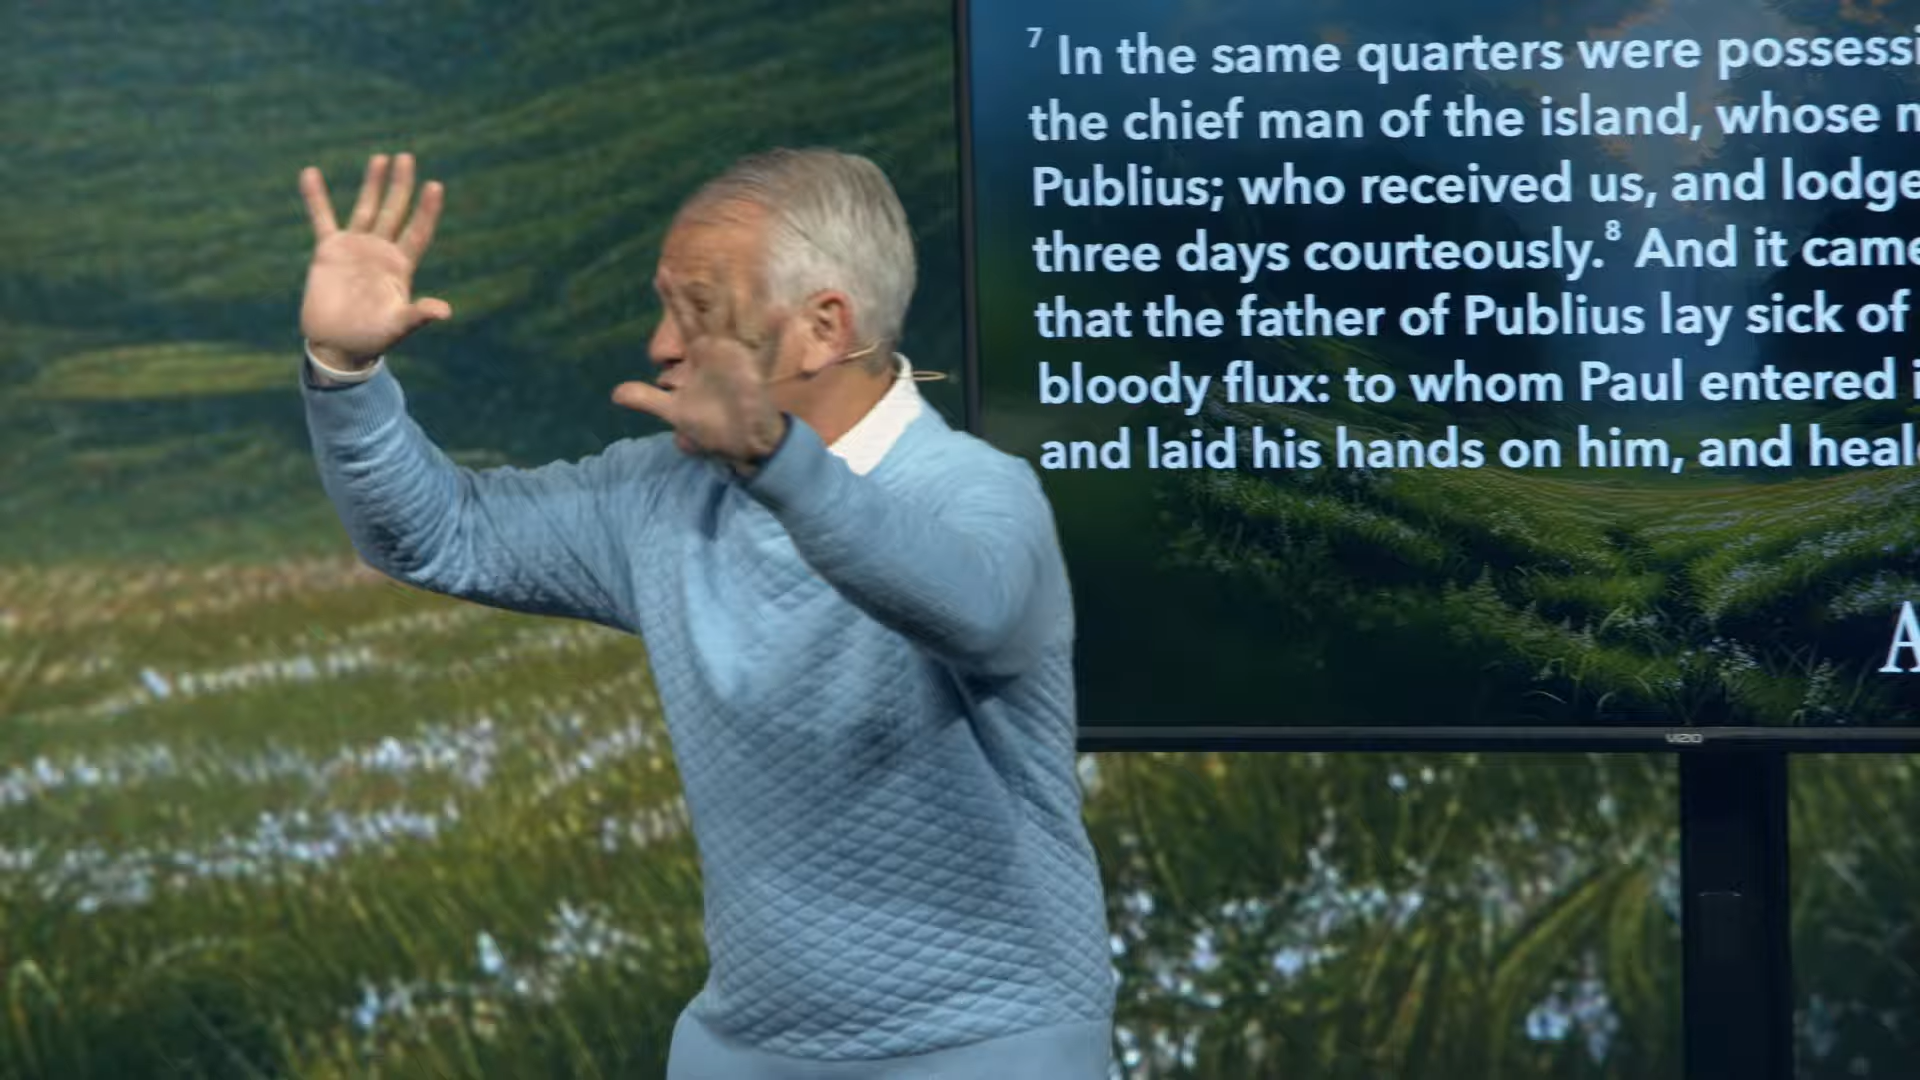 7 In the same quarters were possessi
the chief man of the island, whose n
Publius; who received us, and lodge
three days courteously. 8 And it came
that the father of Publius lay sick of
bloody flux: to whom Paul entered i
and laid his hands on him, and heal
A
VIZIO